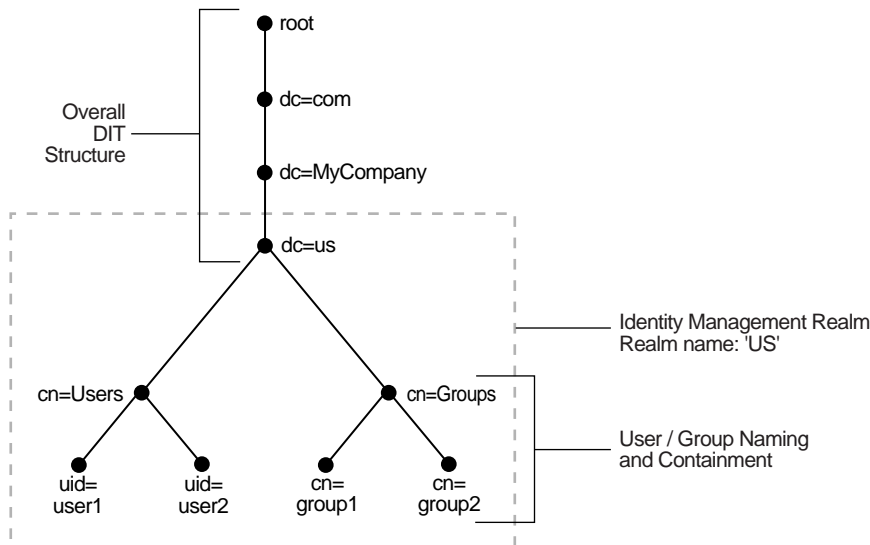 root
dc=com
Overall
DIT
Structure
dc=MyCompany
dc=us
Identity Management Realm
Realm name: 'US'
cn=Users
cn=Groups
User / Group Naming
and Containment
uid=
user1
uid=
user2
cn=
group1
cn=
group2